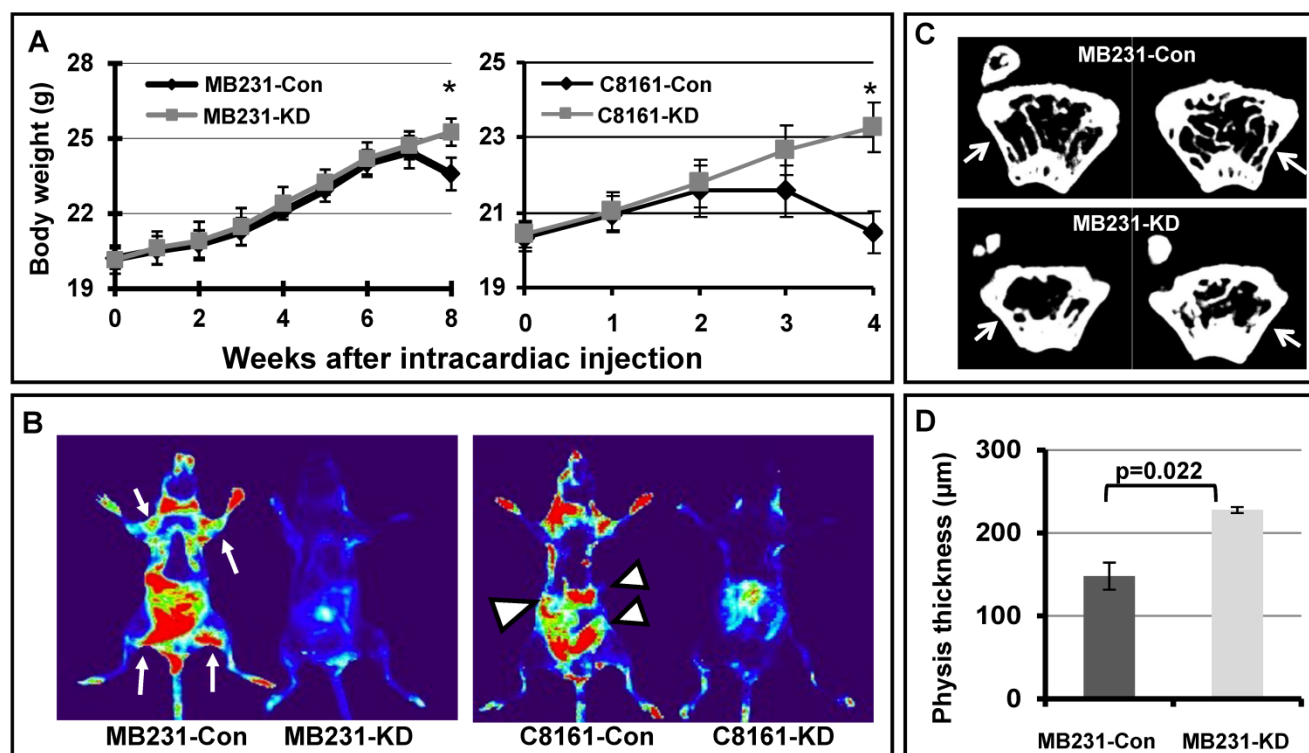 A
Body weight (g)
28
25
22
19
MB231-Con
MB231-KD
*
0 2 4 6 8
25
23
21
19
C8161-Con
C8161-KD
*
0 1 2 3 4
Weeks after intracardiac injection
B
MB231-Con MB231-KD
C8161-Con C8161-KD
C
MB231-Con
MB231-KD
D
Physis thickness (µm)
300
200
100
0
p=0.022
MB231-Con MB231-KD